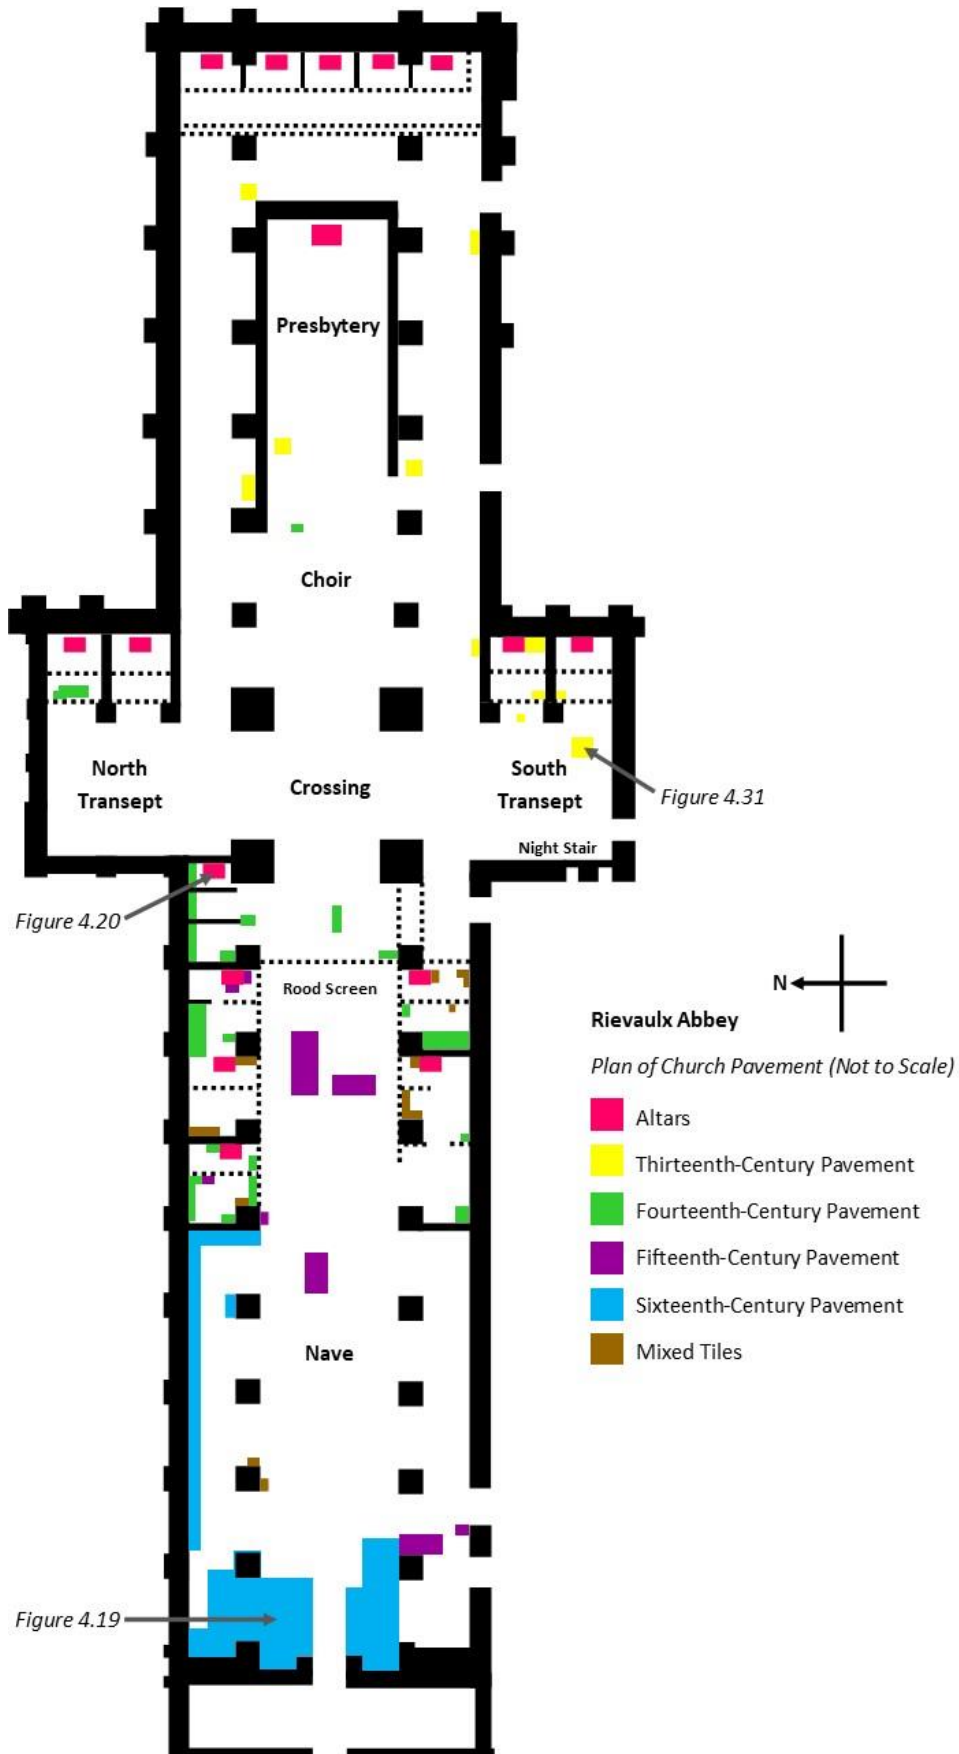 Presbytery
Choir
North
Transept
Crossing
South
Transept
Figure 4.31
Night Stair
Figure 4.20
Rood Screen
N
Rievaulx Abbey
Plan of Church Pavement (Not to Scale)
Altars
Thirteenth-Century Pavement
Fourteenth-Century Pavement
Fifteenth-Century Pavement
Sixteenth-Century Pavement
Mixed Tiles
Nave
Figure 4.19